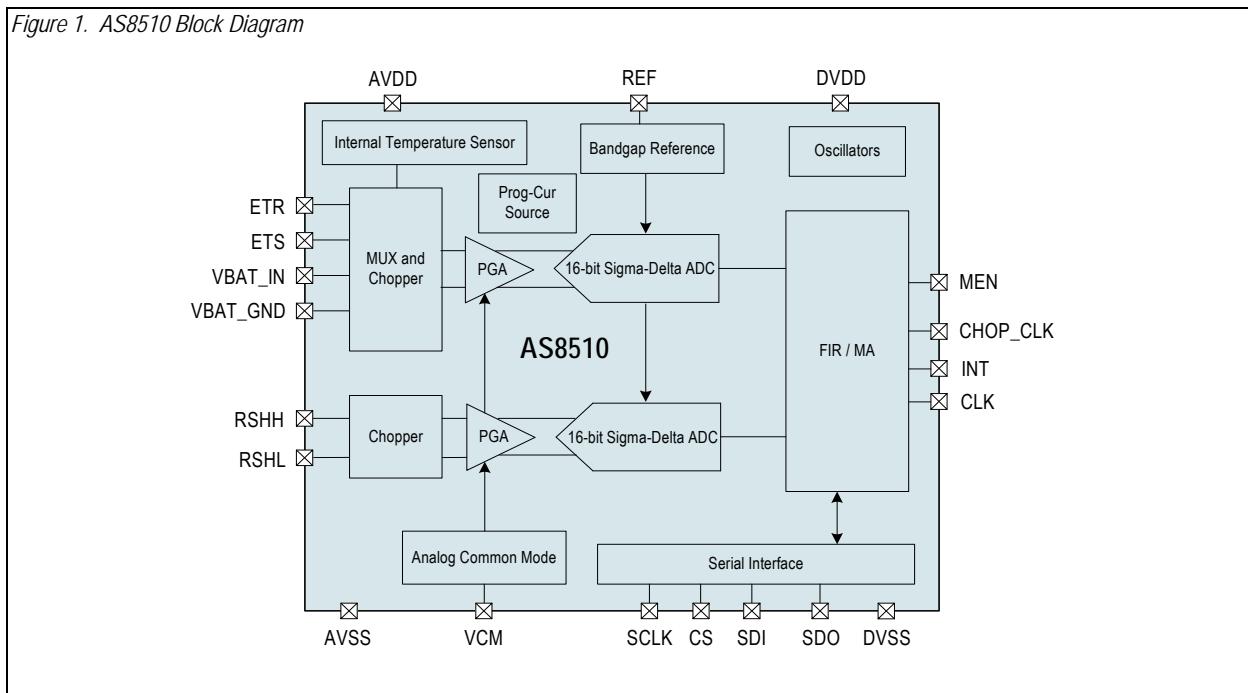 Figure 1. AS8510 Block Diagram
AVDD
REF
DVDD
Internal Temperature Sensor
Bandgap Reference
Oscillators
Prog-Cur
Source
ETR
ETS
VBAT_IN
VBAT_GND
MUX and
Chopper
PGA
16-bit Sigma-Delta ADC
AS8510
FIR / MA
MEN
CHOP_CLK
INT
CLK
RSHH
RSHL
Chopper
PGA
16-bit Sigma-Delta ADC
Analog Common Mode
Serial Interface
AVSS
VCM
SCLK
CS
SDI
SDO
DVSS